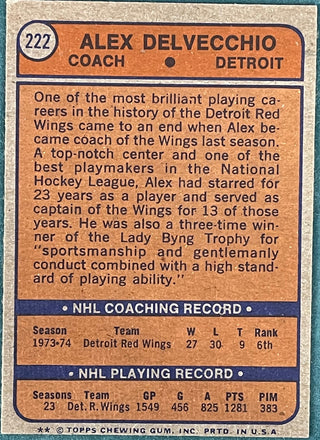 222
ALEX DELVECCHIO
COACH ● DETROIT
One of the most brilliant playing ca-
reers in the history of the Detroit Red
Wings came to an end when Alex be-
came coach of the Wings last season.
A top-notch center and one of the
best playmakers in the National
Hockey League, Alex had starred for
23 years as a player and served as
captain of the Wings for 13 of those
years. He was also a three-time win-
ner of the Lady Byng Trophy for
"sportsmanship and gentlemanly
conduct combined with a high stand-
ard of playing ability."
• NHL COACHING RECORD •
Season Team W L T Rank
1973-74 Detroit Red Wings 27 30 9 6th
• NHL PLAYING RECORD •
Seasons Team GP G A PTS PIM
23 Det. R. Wings 1549 456 825 1281 383
** © TOPPS CHEWING GUM, INC. PRTD. IN U.S.A.